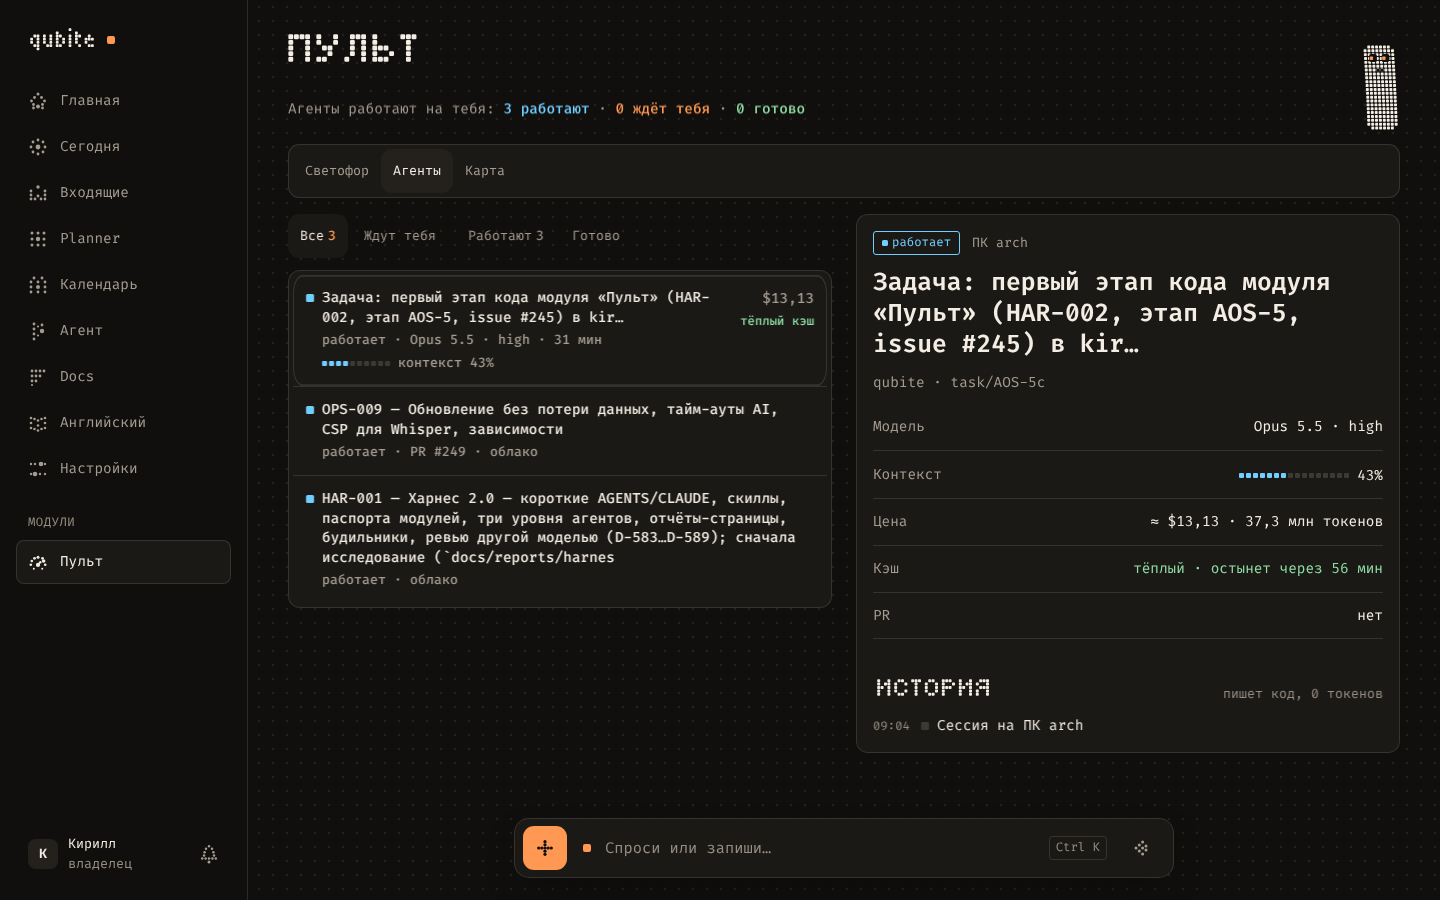 qubite
Главная
Сегодня
Входящие
Planner
Календарь
Агент
Docs
Английский
Настройки
МОДУЛИ
Пульт
К
Кирилл
владелец
ПУЛЬТ
Агенты работают на тебя: 3 работают · 0 ждёт тебя · 0 готово
Светофор Агенты Карта
Все 3 Ждут тебя Работают 3 Готово
Задача: первый этап кода модуля «Пульт» (HAR-
002, этап AOS-5, issue #245) в kir…
$13,13
тёплый кэш
работает · Opus 5.5 · high · 31 мин
контекст 43%
OPS-009 — Обновление без потери данных, тайм-ауты AI,
CSP для Whisper, зависимости
работает · PR #249 · облако
HAR-001 — Харнес 2.0 — короткие AGENTS/CLAUDE, скиллы,
паспорта модулей, три уровня агентов, отчёты-страницы,
будильники, ревью другой моделью (D-583…D-589); сначала
исследование (`docs/reports/harnes
работает · облако
работает ПК arch
Задача: первый этап кода модуля
«Пульт» (HAR-002, этап AOS-5,
issue #245) в kir…
qubite · task/AOS-5c
Модель Opus 5.5 · high
Контекст 43%
Цена ≈ $13,13 · 37,3 млн токенов
Кэш тёплый · остынет через 56 мин
PR нет
ИСТОРИЯ пишет код, 0 токенов
09:04 Сессия на ПК arch
Спроси или запиши… Ctrl K